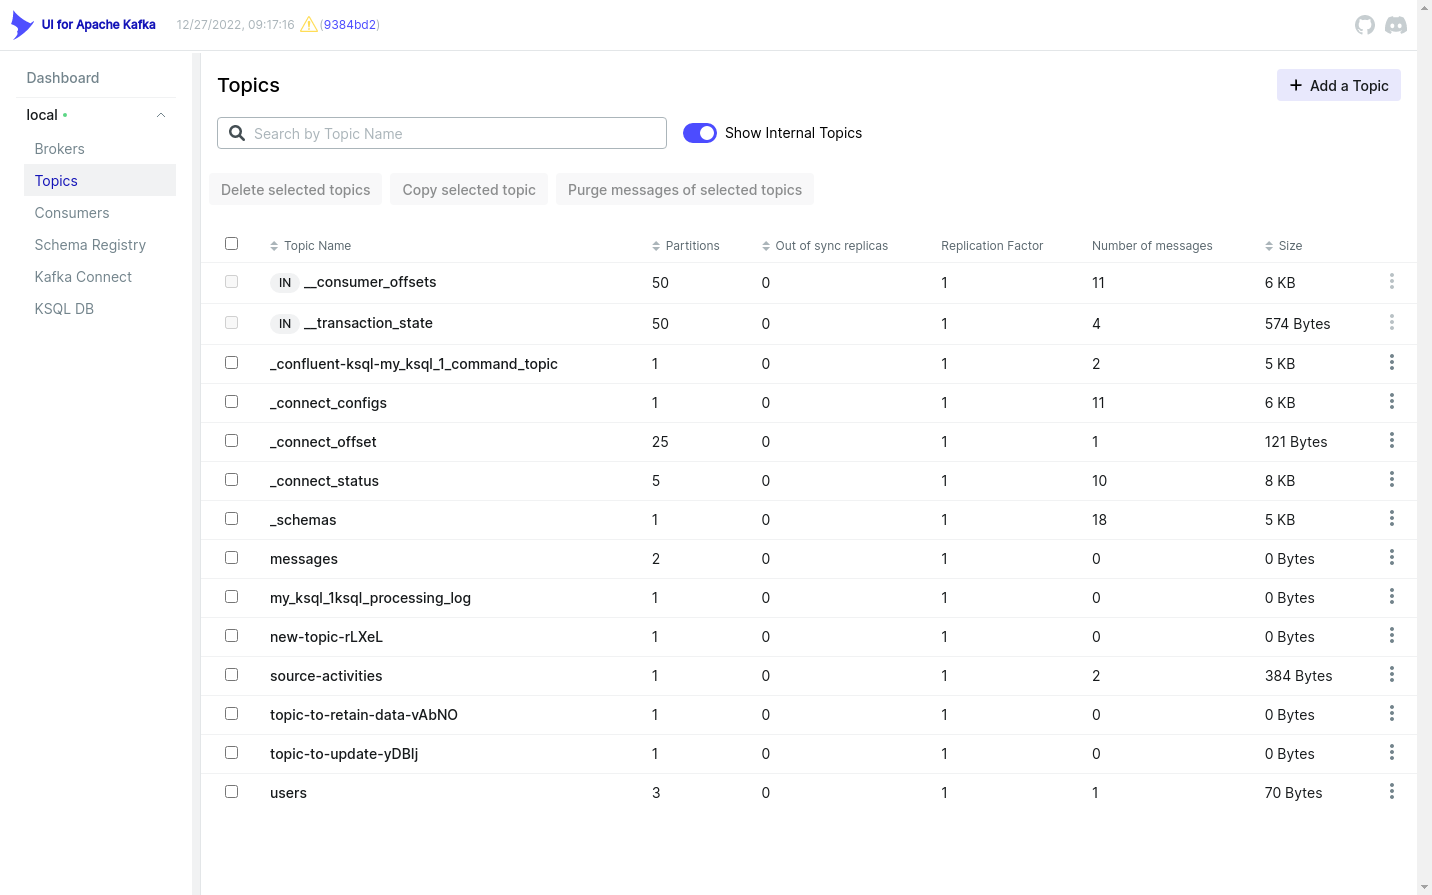 UI for Apache Kafka 12/27/2022, 09:17:16 (9384bd2)
Dashboard
local
Brokers
Topics
Consumers
Schema Registry
Kafka Connect
KSQL DB
Topics
Add a Topic
Search by Topic Name
Show Internal Topics
Delete selected topics Copy selected topic Purge messages of selected topics
Topic Name Partitions Out of sync replicas Replication Factor Number of messages Size
IN __consumer_offsets 50 0 1 11 6 KB
IN __transaction_state 50 0 1 4 574 Bytes
_confluent-ksql-my_ksql_1_command_topic 1 0 1 2 5 KB
_connect_configs 1 0 1 11 6 KB
_connect_offset 25 0 1 1 121 Bytes
_connect_status 5 0 1 10 8 KB
_schemas 1 0 1 18 5 KB
messages 2 0 1 0 0 Bytes
my_ksql_1ksql_processing_log 1 0 1 0 0 Bytes
new-topic-rLXeL 1 0 1 0 0 Bytes
source-activities 1 0 1 2 384 Bytes
topic-to-retain-data-vAbNO 1 0 1 0 0 Bytes
topic-to-update-yDBIj 1 0 1 0 0 Bytes
users 3 0 1 1 70 Bytes